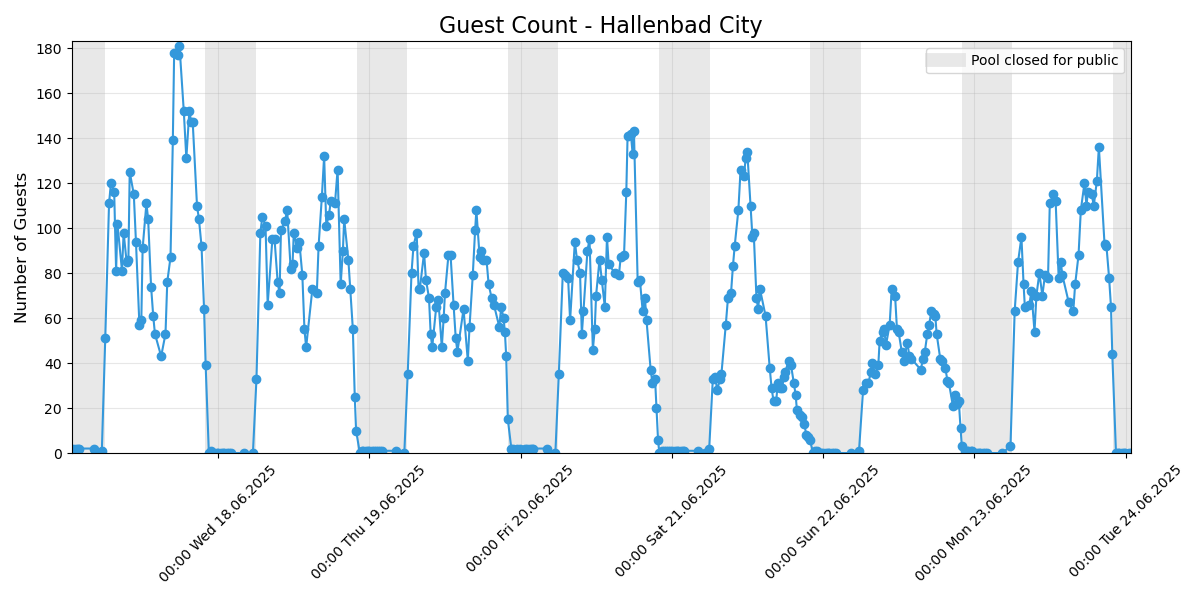 Guest Count - Hallenbad City
Pool closed for public
Number of Guests
180
160
140
120
100
80
60
40
20
0
00:00 Wed 18.06.2025
00:00 Thu 19.06.2025
00:00 Fri 20.06.2025
00:00 Sat 21.06.2025
00:00 Sun 22.06.2025
00:00 Mon 23.06.2025
00:00 Tue 24.06.2025